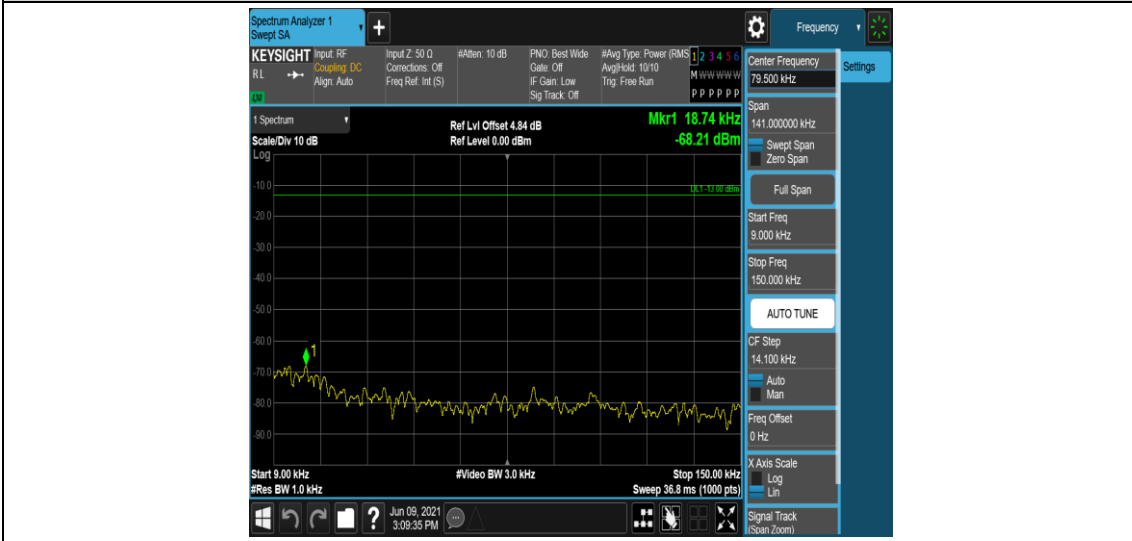 Spectrum Analyzer 1
Swept SA
+
Frequency
KEYSIGHT
RL
Input: RF
Coupling: DC
Align: Auto
Input Z: 50 Ω
Corrections: Off
Freq Ref: Int (S)
#Atten: 10 dB
PNO: Best Wide
Gate: Off
IF Gain: Low
Sig Track: Off
#Avg Type: Power (RMS
Avg|Hold: 10/10
Trig: Free Run
1 2 3 4 5 6
M W W W W W
P P P P P P
1 Spectrum
Scale/Div 10 dB
Log
Ref Lvl Offset 4.84 dB
Ref Level 0.00 dBm
Mkr1 18.74 kHz
-68.21 dBm
DL1 -13.00 dBm
-10.0
-20.0
-30.0
-40.0
-50.0
-60.0
-70.0
-80.0
-90.0
1
Start 9.00 kHz
#Res BW 1.0 kHz
#Video BW 3.0 kHz
Stop 150.00 kHz
Sweep 36.8 ms (1000 pts)
Center Frequency
79.500 kHz
Span
141.000000 kHz
Swept Span
Zero Span
Full Span
Start Freq
9.000 kHz
Stop Freq
150.000 kHz
AUTO TUNE
CF Step
14.100 kHz
Auto
Man
Freq Offset
0 Hz
X Axis Scale
Log
Lin
Signal Track
(Span Zoom)
Settings
?
Jun 09, 2021
3:09:35 PM